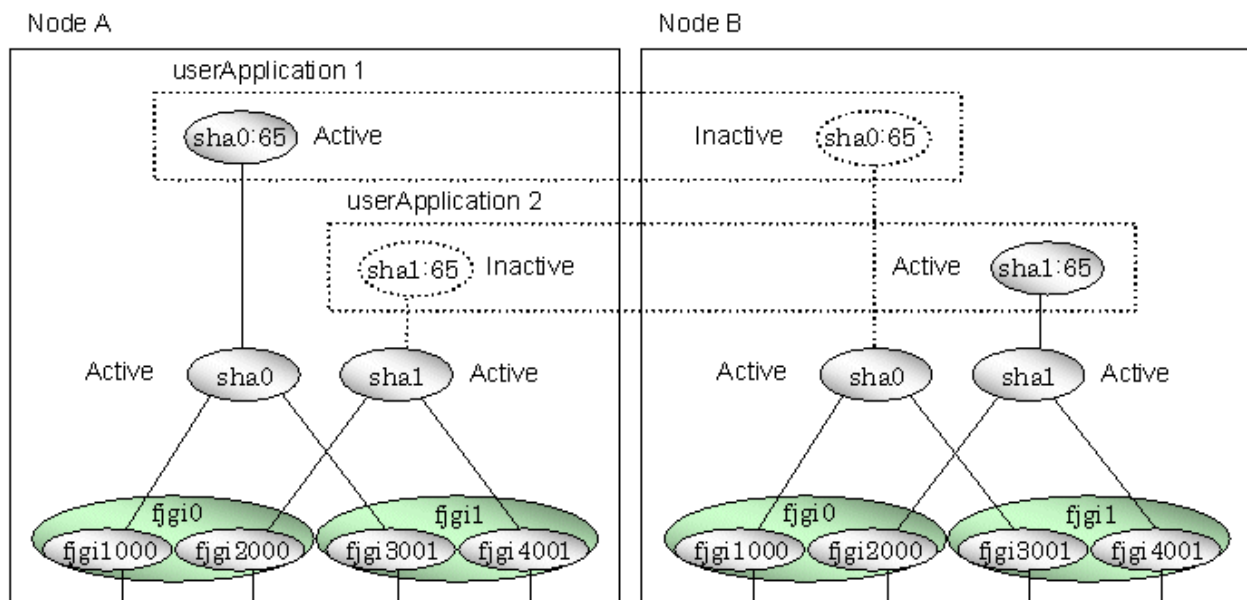 Node A
Node B
userApplication 1
sha0:65 Active
Inactive sha0:65
userApplication 2
sha1:65 Inactive
Active sha1:65
Active sha0 sha1 Active
Active sha0 sha1 Active
fjgi0 fjgi1
fjgi0 fjgi1
fjgi1000 fjgi2000 fjgi3001 fjgi4001
fjgi1000 fjgi2000 fjgi3001 fjgi4001